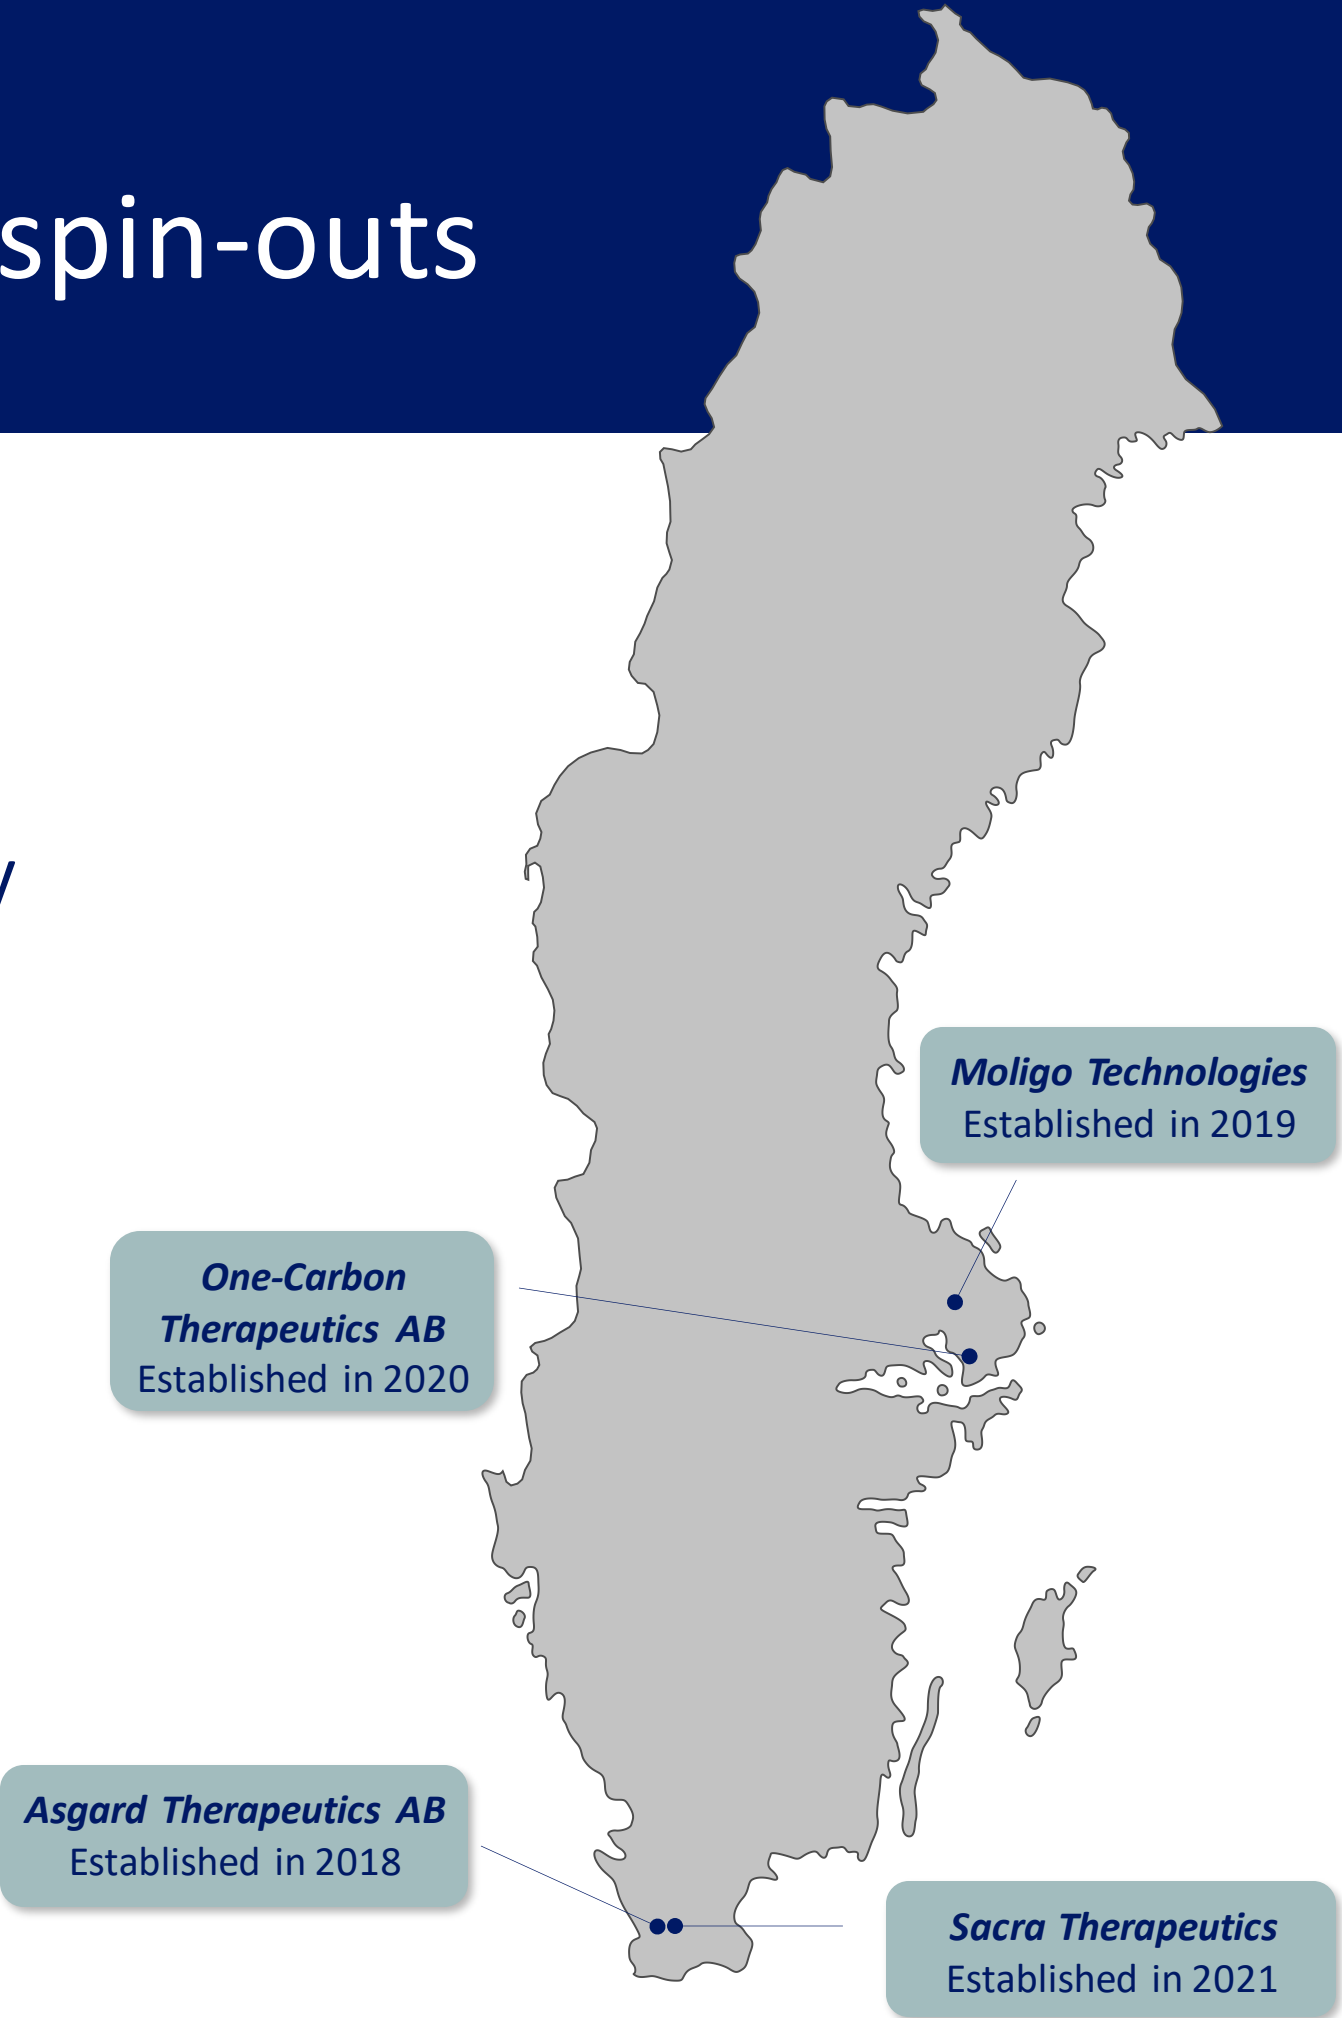 spin-outs
y
Moligo Technologies
Established in 2019
One-Carbon
Therapeutics AB
Established in 2020
Asgard Therapeutics AB
Established in 2018
Sacra Therapeutics
Established in 2021